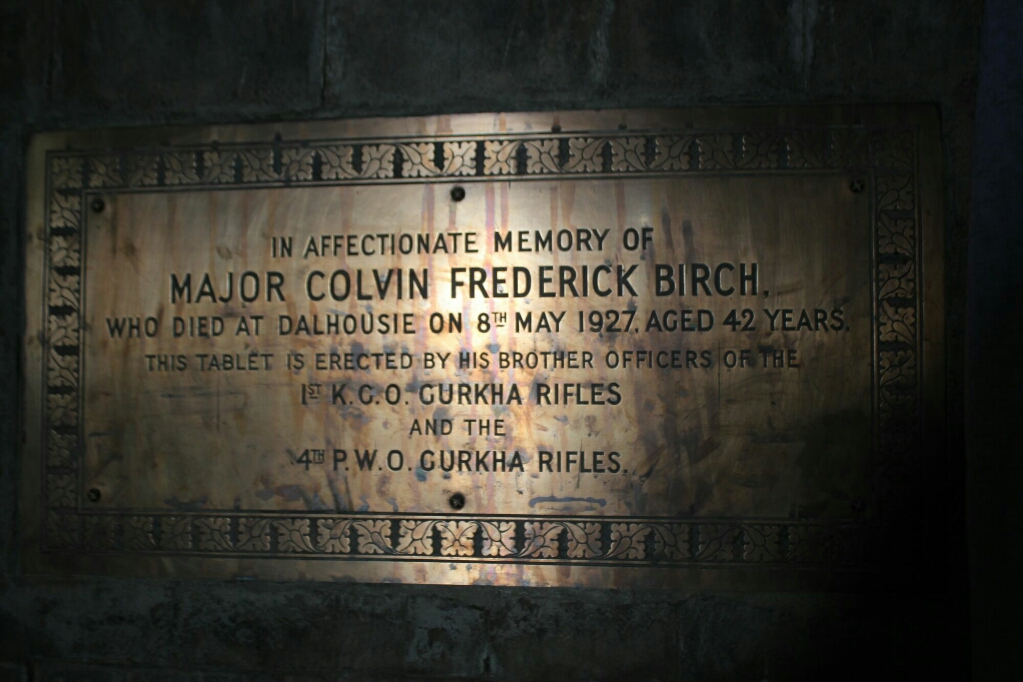 IN AFFECTIONATE MEMORY OF
MAJOR COLVIN FREDERICK BIRCH.
WHO DIED AT DALHOUSIE ON 8TH MAY 1927. AGED 42 YEARS.
THIS TABLET IS ERECTED BY HIS BROTHER OFFICERS OF THE
1ST K.G.O. GURKHA RIFLES
AND THE
4TH P.W.O. GURKHA RIFLES.